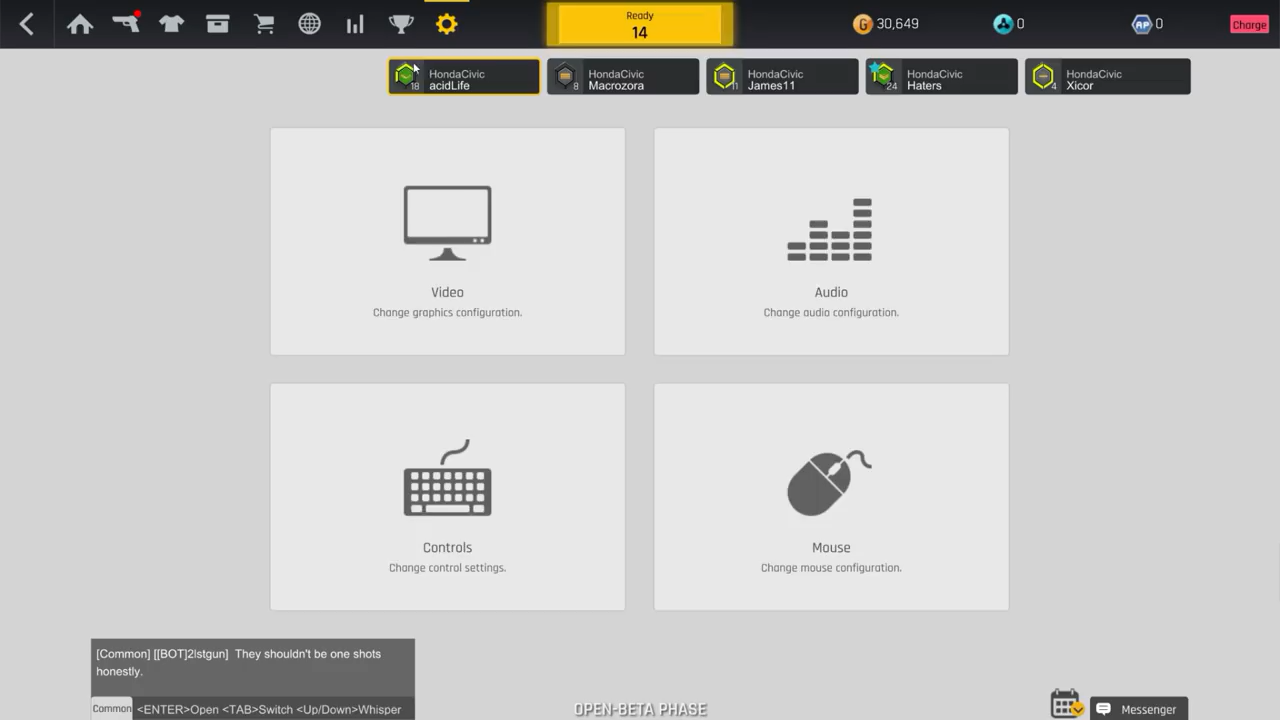 Ready
14
30,649
0
AP 0
Charge
18 HondaCivic
acidLife
8 HondaCivic
Macrozora
11 HondaCivic
James11
24 HondaCivic
Haters
4 HondaCivic
Xicor
Video
Change graphics configuration.
Audio
Change audio configuration.
Controls
Change control settings.
Mouse
Change mouse configuration.
[Common] [[BOT]2istgun] They shouldn't be one shots
honestly.
Common <ENTER>Open <TAB>Switch <Up/Down>Whisper
OPEN-BETA PHASE
Messenger